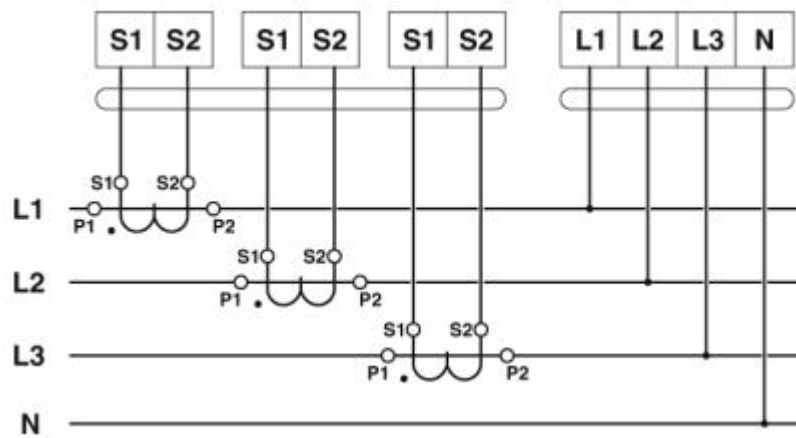 S1 S2 S1 S2 S1 S2 L1 L2 L3 N
S1 S2
L1
P1 P2
S1 S2
L2
P1 P2
S1 S2
L3
P1 P2
N